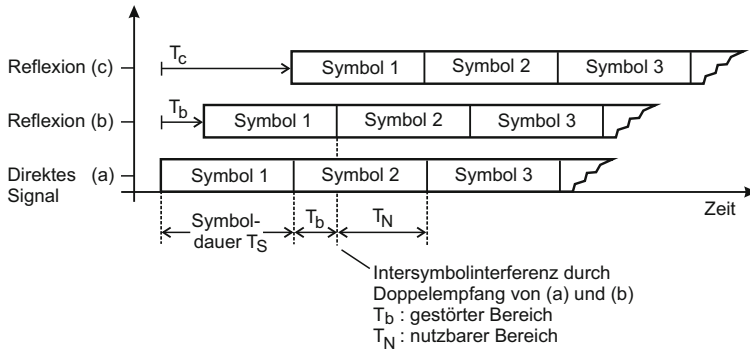 Reflexion (c)
T_c
Symbol 1 Symbol 2 Symbol 3
Reflexion (b)
T_b
Symbol 1 Symbol 2 Symbol 3
Direktes (a)
Signal
Symbol 1 Symbol 2 Symbol 3
Zeit
Symbol-
dauer T_S
T_b
T_N
Intersymbolinterferenz durch
Doppelempfang von (a) und (b)
T_b : gestörter Bereich
T_N : nutzbarer Bereich